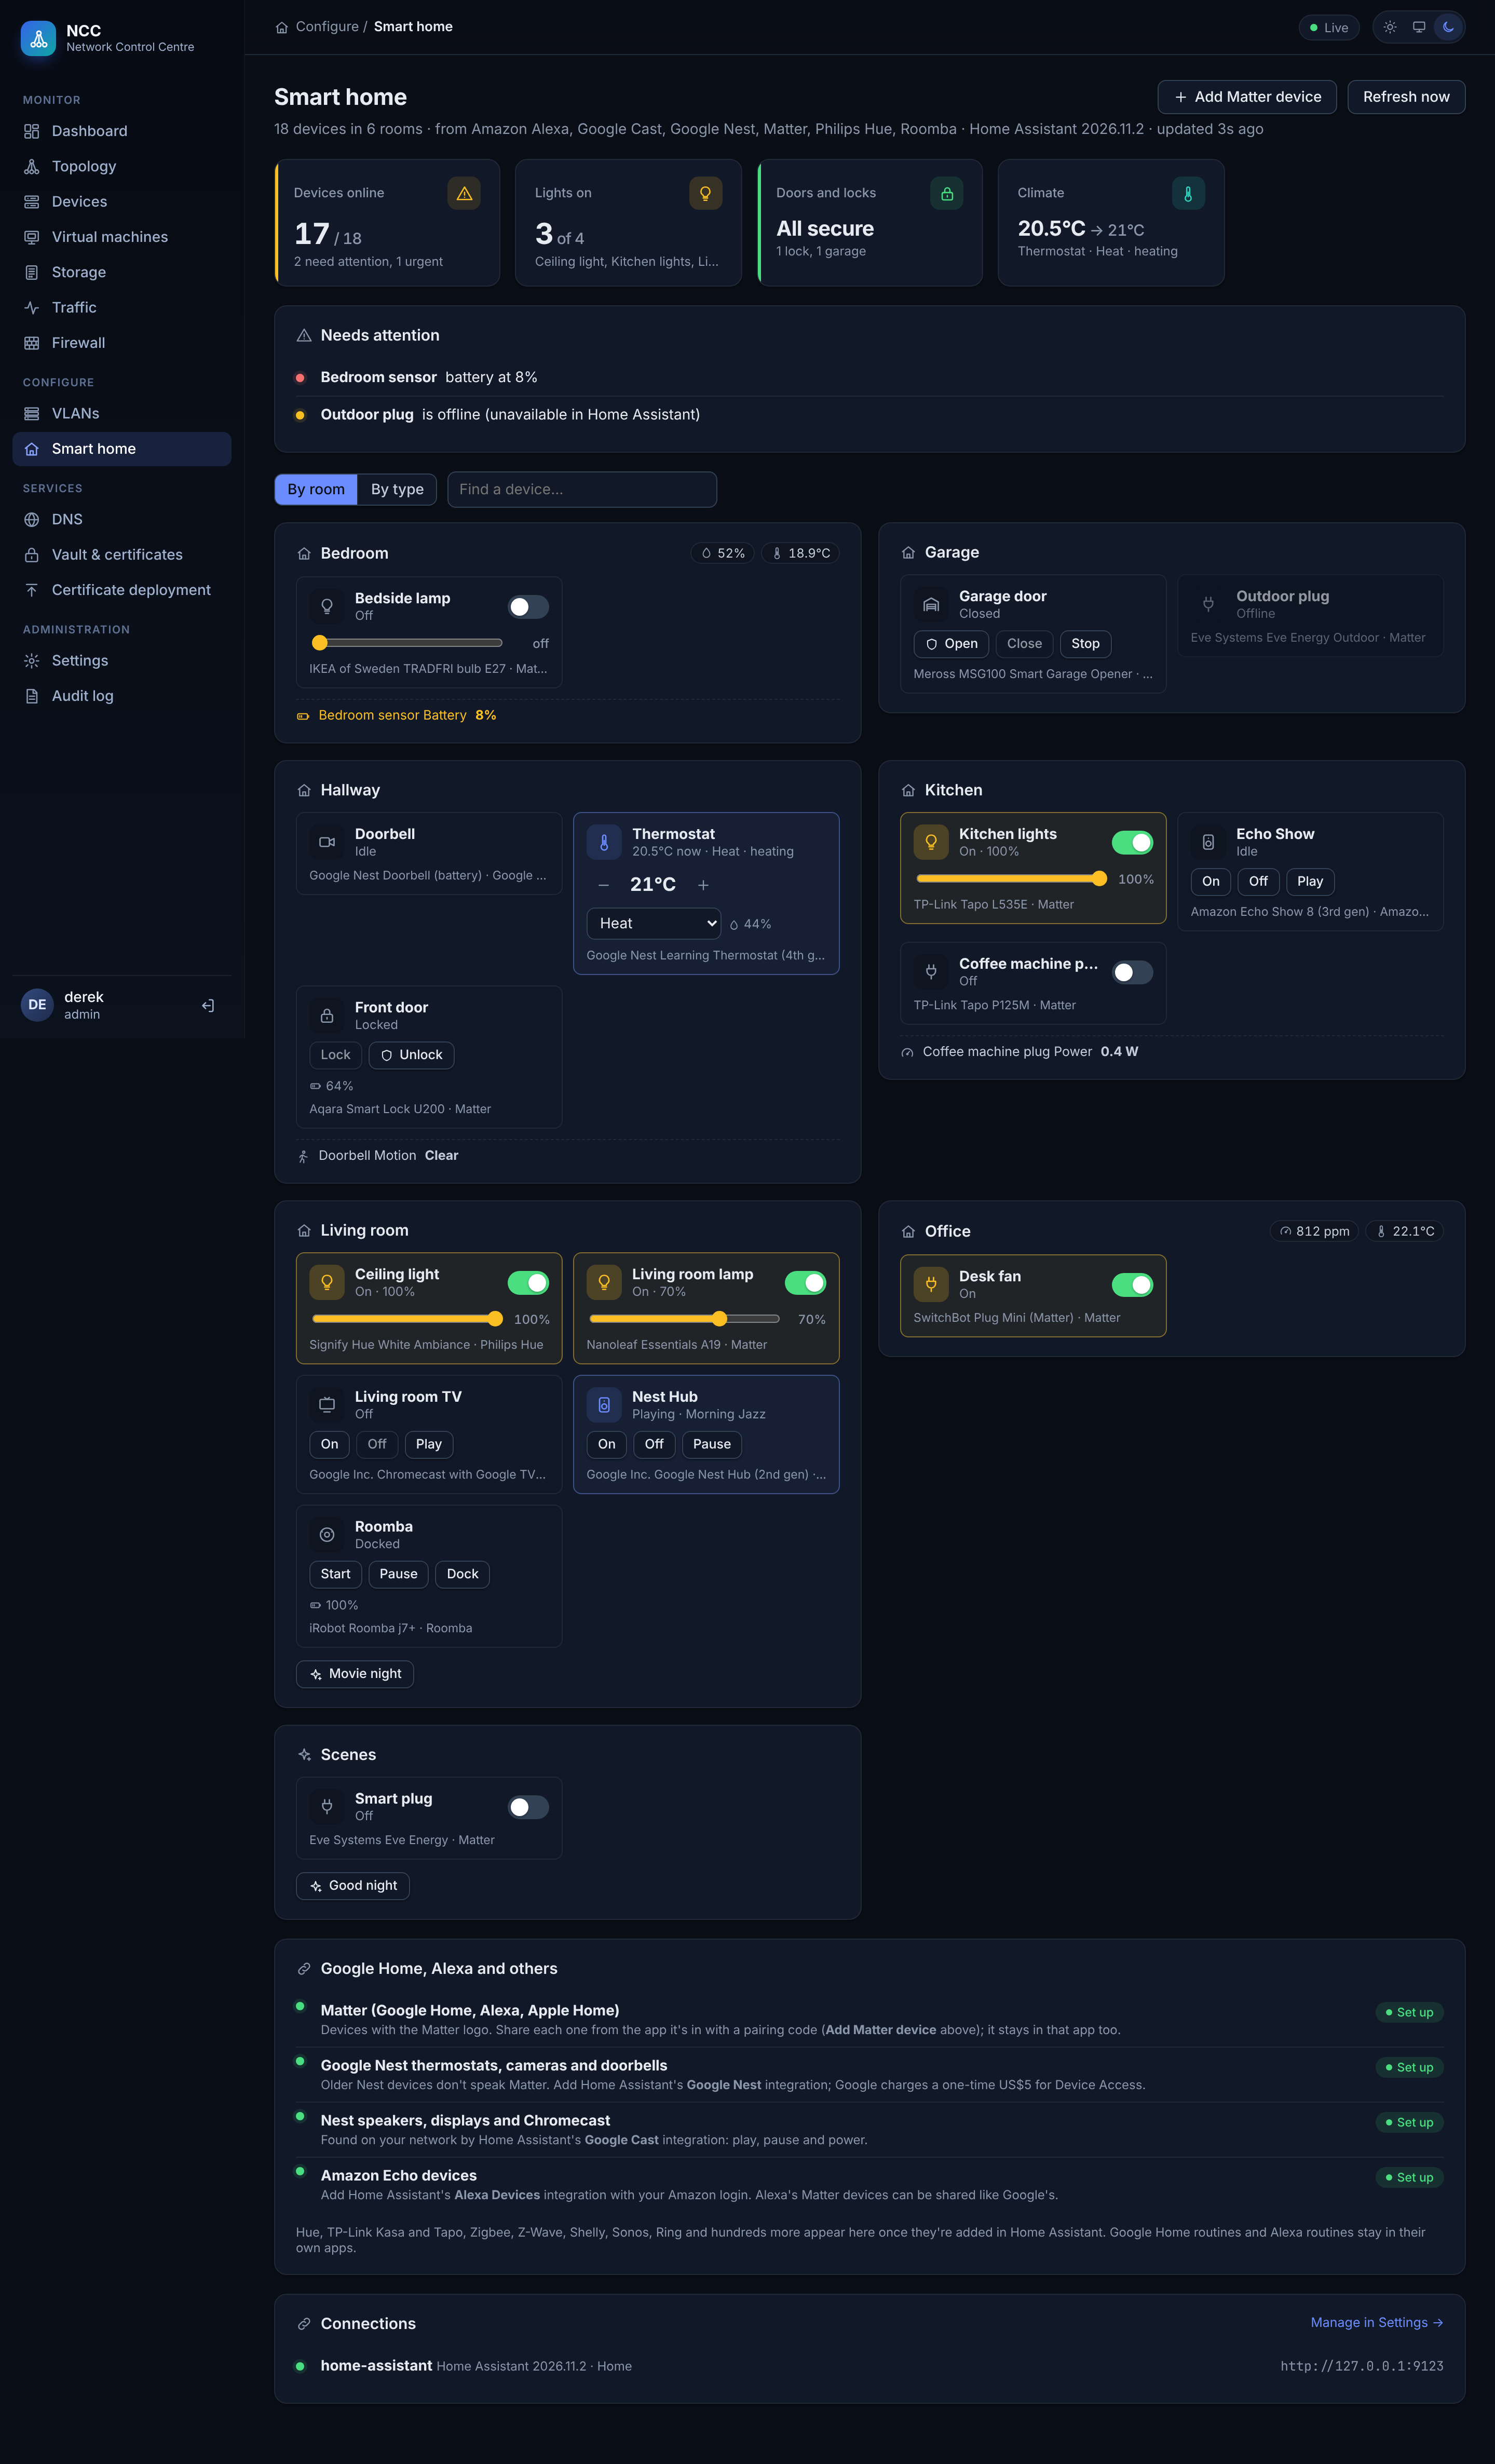 NCC
Network Control Centre
MONITOR
Dashboard
Topology
Devices
Virtual machines
Storage
Traffic
Firewall
CONFIGURE
VLANs
Smart home
SERVICES
DNS
Vault & certificates
Certificate deployment
ADMINISTRATION
Settings
Audit log
DE
derek
admin
Configure / Smart home
Live
Smart home
Add Matter device
Refresh now
18 devices in 6 rooms · from Amazon Alexa, Google Cast, Google Nest, Matter, Philips Hue, Roomba · Home Assistant 2026.11.2 · updated 3s ago
Devices online
17 / 18
2 need attention, 1 urgent
Lights on
3 of 4
Ceiling light, Kitchen lights, Li...
Doors and locks
All secure
1 lock, 1 garage
Climate
20.5°C → 21°C
Thermostat · Heat · heating
Needs attention
Bedroom sensor battery at 8%
Outdoor plug is offline (unavailable in Home Assistant)
By room
By type
Find a device...
Bedroom
52%
18.9°C
Bedside lamp
Off
off
IKEA of Sweden TRADFRI bulb E27 · Mat...
Bedroom sensor Battery 8%
Garage
Garage door
Closed
Open
Close
Stop
Meross MSG100 Smart Garage Opener · ...
Outdoor plug
Offline
Eve Systems Eve Energy Outdoor · Matter
Hallway
Doorbell
Idle
Google Nest Doorbell (battery) · Google ...
Thermostat
20.5°C now · Heat · heating
− 21°C +
Heat
44%
Google Nest Learning Thermostat (4th g...
Front door
Locked
Lock
Unlock
64%
Aqara Smart Lock U200 · Matter
Doorbell Motion Clear
Kitchen
Kitchen lights
On · 100%
100%
TP-Link Tapo L535E · Matter
Echo Show
Idle
On
Off
Play
Amazon Echo Show 8 (3rd gen) · Amazo...
Coffee machine p...
Off
TP-Link Tapo P125M · Matter
Coffee machine plug Power 0.4 W
Living room
Ceiling light
On · 100%
100%
Signify Hue White Ambiance · Philips Hue
Living room lamp
On · 70%
70%
Nanoleaf Essentials A19 · Matter
Living room TV
Off
On
Off
Play
Google Inc. Chromecast with Google TV...
Nest Hub
Playing · Morning Jazz
On
Off
Pause
Google Inc. Google Nest Hub (2nd gen) ·...
Roomba
Docked
Start
Pause
Dock
100%
iRobot Roomba j7+ · Roomba
Movie night
Office
812 ppm
22.1°C
Desk fan
On
SwitchBot Plug Mini (Matter) · Matter
Scenes
Smart plug
Off
Eve Systems Eve Energy · Matter
Good night
Google Home, Alexa and others
Matter (Google Home, Alexa, Apple Home)
Set up
Devices with the Matter logo. Share each one from the app it's in with a pairing code (Add Matter device above); it stays in that app too.
Google Nest thermostats, cameras and doorbells
Set up
Older Nest devices don't speak Matter. Add Home Assistant's Google Nest integration; Google charges a one-time US$5 for Device Access.
Nest speakers, displays and Chromecast
Set up
Found on your network by Home Assistant's Google Cast integration: play, pause and power.
Amazon Echo devices
Set up
Add Home Assistant's Alexa Devices integration with your Amazon login. Alexa's Matter devices can be shared like Google's.
Hue, TP-Link Kasa and Tapo, Zigbee, Z-Wave, Shelly, Sonos, Ring and hundreds more appear here once they're added in Home Assistant. Google Home routines and Alexa routines stay in their
own apps.
Connections
Manage in Settings →
home-assistant Home Assistant 2026.11.2 · Home
http://127.0.0.1:9123